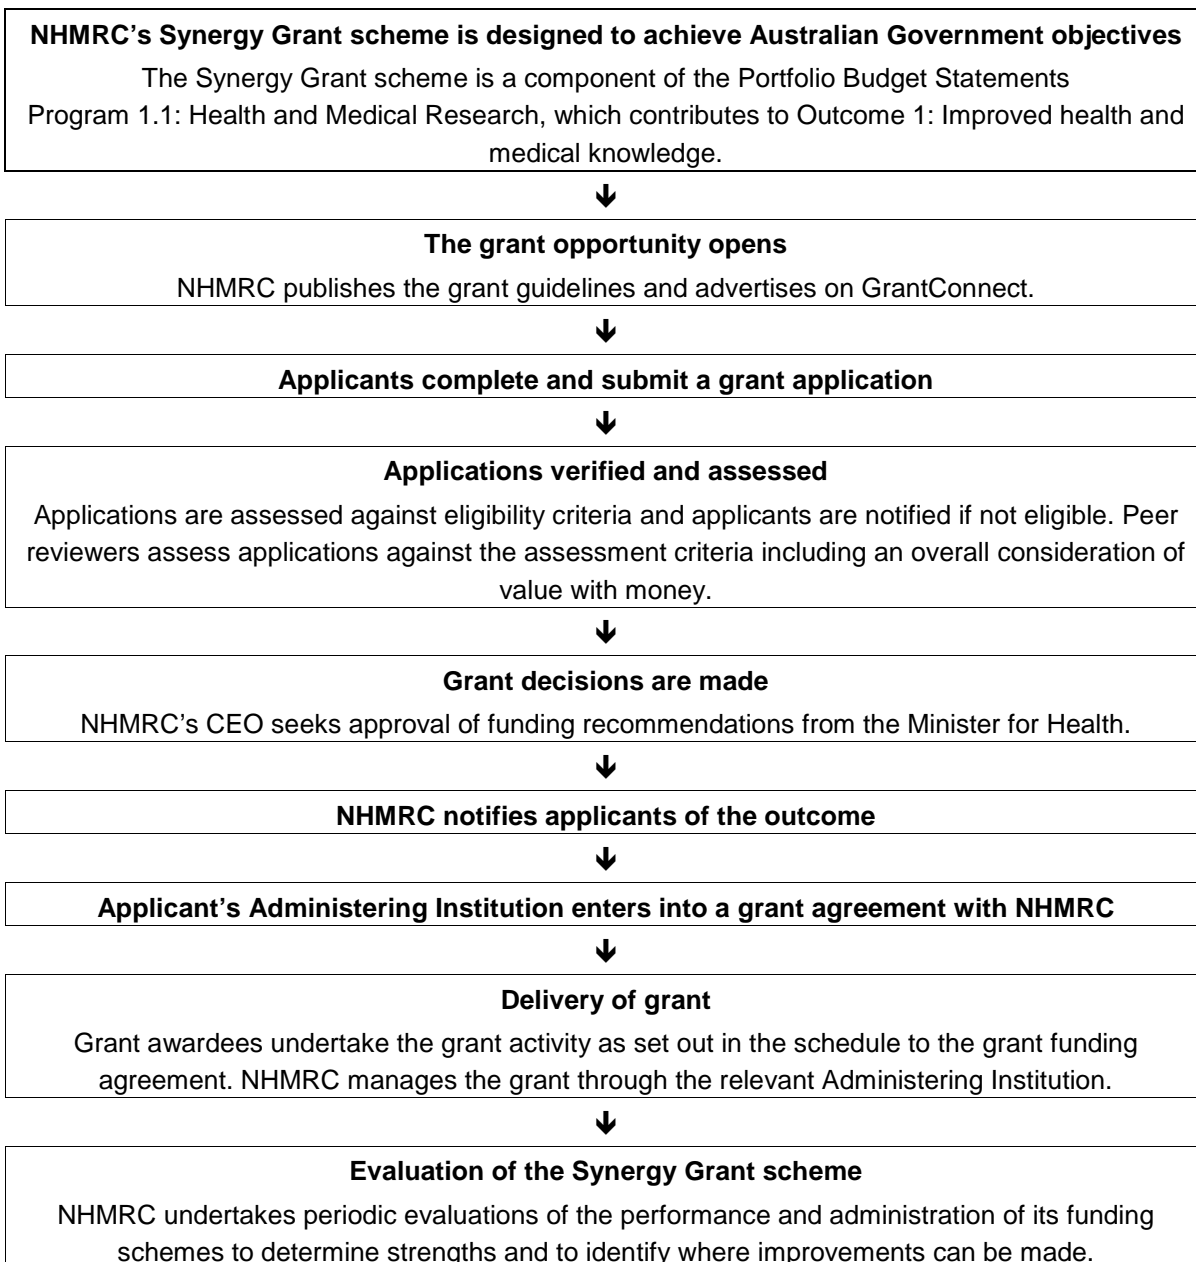 NHMRC's Synergy Grant scheme is designed to achieve Australian Government objectives
The Synergy Grant scheme is a component of the Portfolio Budget Statements
Program 1.1: Health and Medical Research, which contributes to Outcome 1: Improved health and
medical knowledge.
The grant opportunity opens
NHMRC publishes the grant guidelines and advertises on GrantConnect.
Applicants complete and submit a grant application
Applications verified and assessed
Applications are assessed against eligibility criteria and applicants are notified if not eligible. Peer
reviewers assess applications against the assessment criteria including an overall consideration of
value with money.
Grant decisions are made
NHMRC's CEO seeks approval of funding recommendations from the Minister for Health.
NHMRC notifies applicants of the outcome
Applicant's Administering Institution enters into a grant agreement with NHMRC
Delivery of grant
Grant awardees undertake the grant activity as set out in the schedule to the grant funding
agreement. NHMRC manages the grant through the relevant Administering Institution.
Evaluation of the Synergy Grant scheme
NHMRC undertakes periodic evaluations of the performance and administration of its funding
schemes to determine strengths and to identify where improvements can be made.